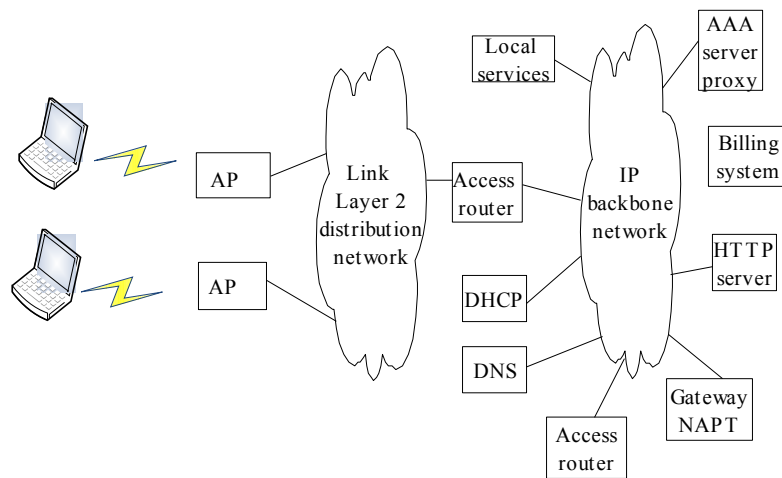 Local
services
AAA
server
proxy
Billing
system
AP
Link
Layer 2
distribution
network
Access
router
IP
backbone
network
HTTP
server
AP
DHCP
DNS
Gateway
NAPT
Access
router